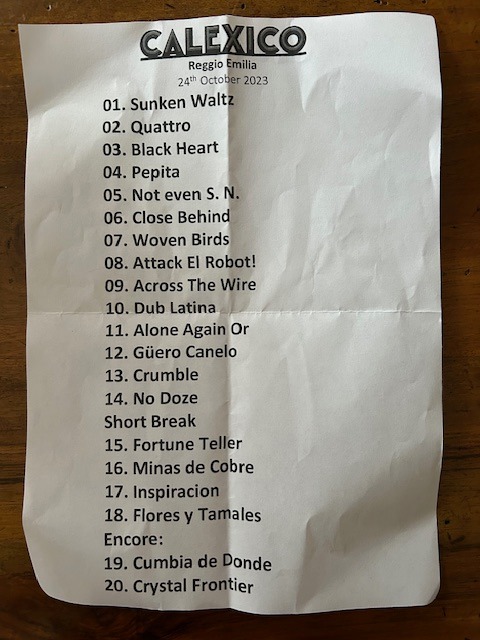 CALEXICO
Reggio Emilia
24th October 2023
01. Sunken Waltz
02. Quattro
03. Black Heart
04. Pepita
05. Not even S. N.
06. Close Behind
07. Woven Birds
08. Attack El Robot!
09. Across The Wire
10. Dub Latina
11. Alone Again Or
12. Güero Canelo
13. Crumble
14. No Doze
Short Break
15. Fortune Teller
16. Minas de Cobre
17. Inspiracion
18. Flores y Tamales
Encore:
19. Cumbia de Donde
20. Crystal Frontier